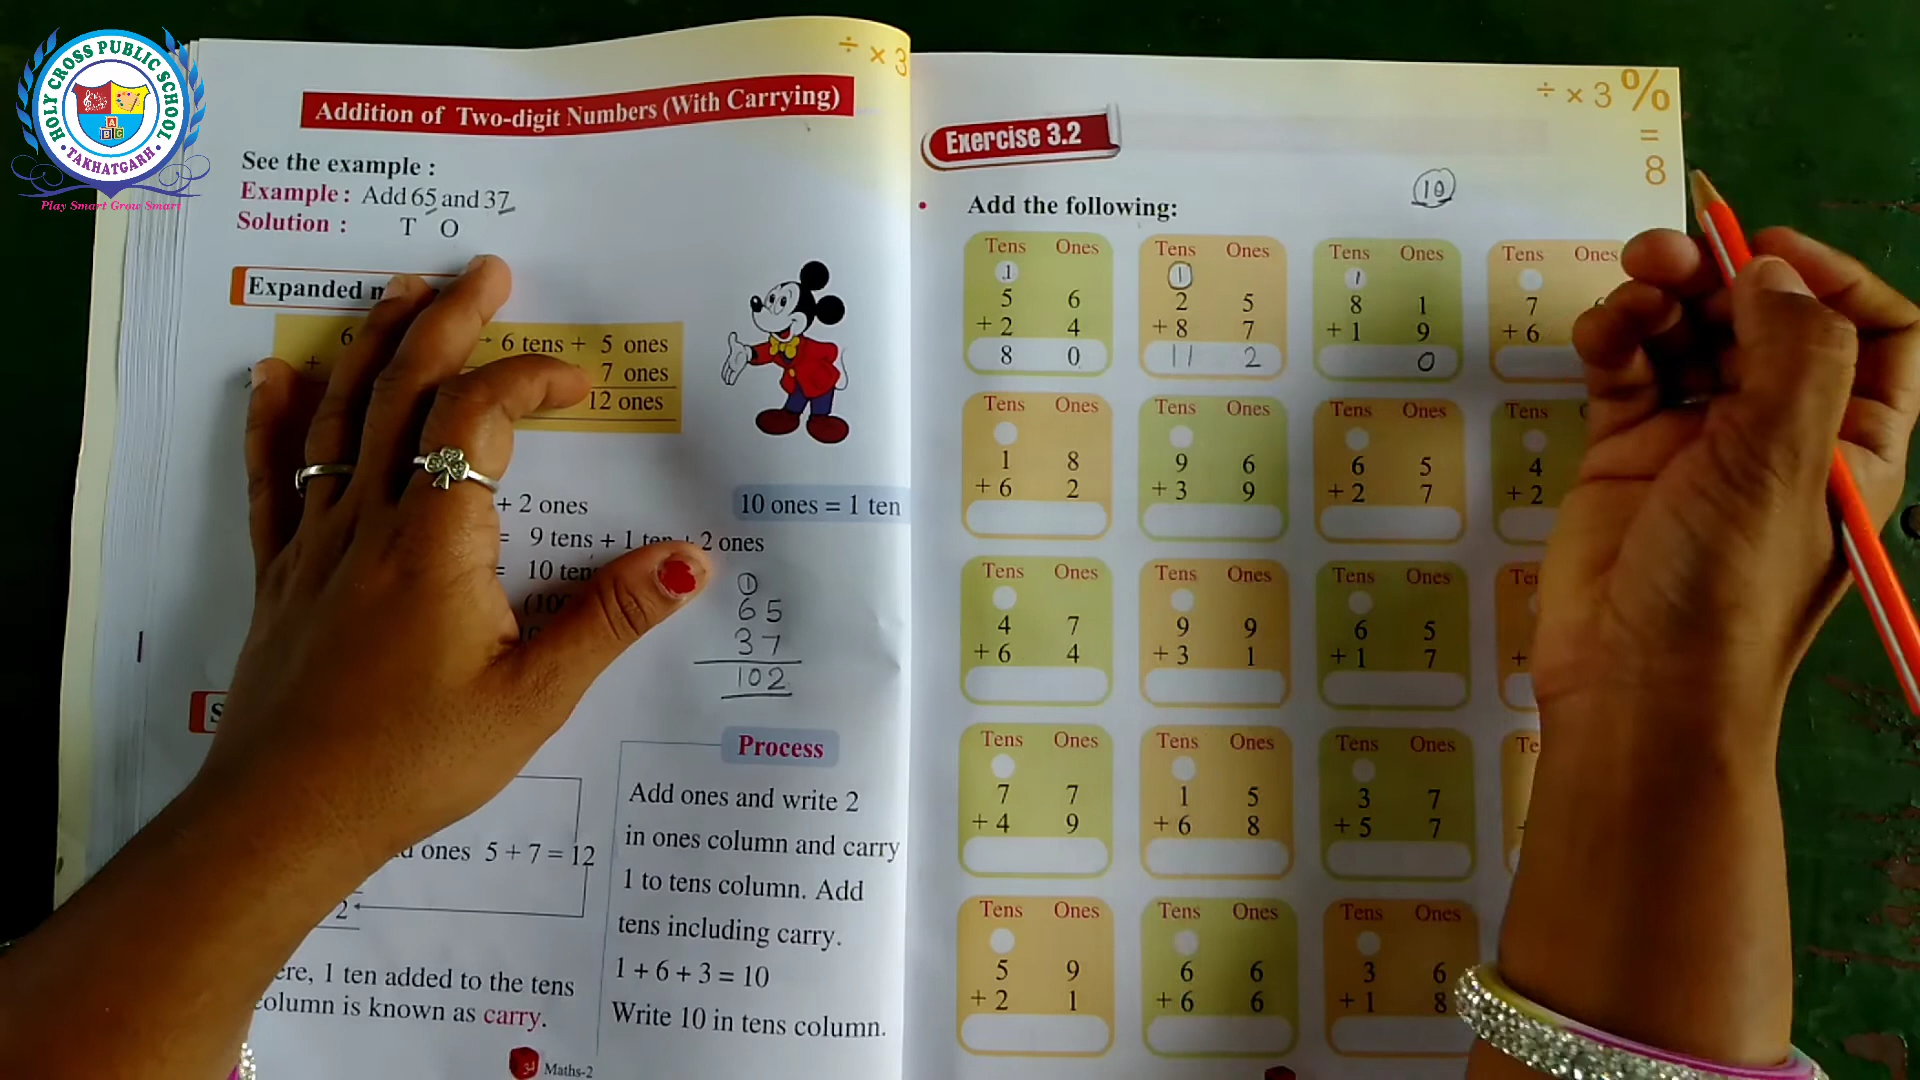 HOLY CROSS PUBLIC SCHOOL
A
B C
• TAKHATGARH •
Play Smart Grow Smart
÷ × 3
Addition of Two-digit Numbers (With Carrying)
See the example :
Example : Add 65 and 37
Solution : T O
Expanded
6 tens + 5 ones
7 ones
12 ones
+ 2 ones
10 ones = 1 ten
= 9 tens + 1 ten + 2 ones
= 10 ten
(10
1
65
37
102
Process
Add ones and write 2
in ones column and carry
1 to tens column. Add
tens including carry.
1 + 6 + 3 = 10
Write 10 in tens column.
ones 5 + 7 = 12
2
ere, 1 ten added to the tens
column is known as carry.
Maths-2
÷ × 3 %
=
8
Exercise 3.2
10
• Add the following:
Tens Ones Tens Ones Tens Ones Tens Ones
1 1 1
5 6 2 5 8 1 7
+ 2 4 + 8 7 + 1 9 + 6
8 0 11 2 0
Tens Ones Tens Ones Tens Ones Tens
1 8 9 6 6 5 4
+ 6 2 + 3 9 + 2 7 + 2
Tens Ones Tens Ones Tens Ones Te
4 7 9 9 6 5
+ 6 4 + 3 1 + 1 7 +
Tens Ones Tens Ones Tens Ones Te
7 7 1 5 3 7
+ 4 9 + 6 8 + 5 7
Tens Ones Tens Ones Tens Ones
5 9 6 6 3 6
+ 2 1 + 6 6 + 1 8